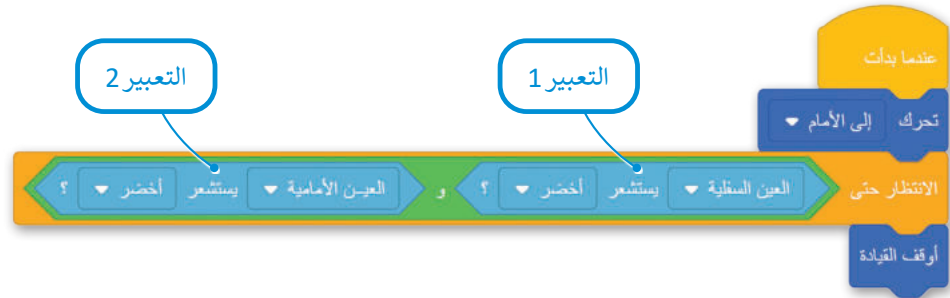 التعبير 1
التعبير 2
عندما بدأت
تحرك إلى الأمام
الانتظار حتى العين السفلية يستشعر أخضر ؟ و العين الأمامية يستشعر أخضر ؟
أوقف القيادة